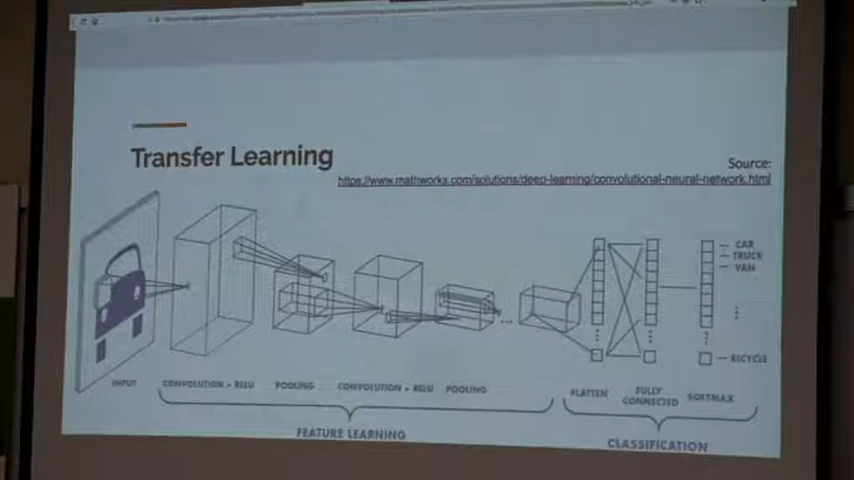 Transfer Learning
Source:
https://www.mathworks.com/solutions/deep-learning/convolutional-neural-network.html
CAR
TRUCK
VAN
BICYCLE
INPUT
CONVOLUTION + RELU
POOLING
CONVOLUTION + RELU
POOLING
FLATTEN
FULLY
CONNECTED
SOFTMAX
FEATURE LEARNING
CLASSIFICATION